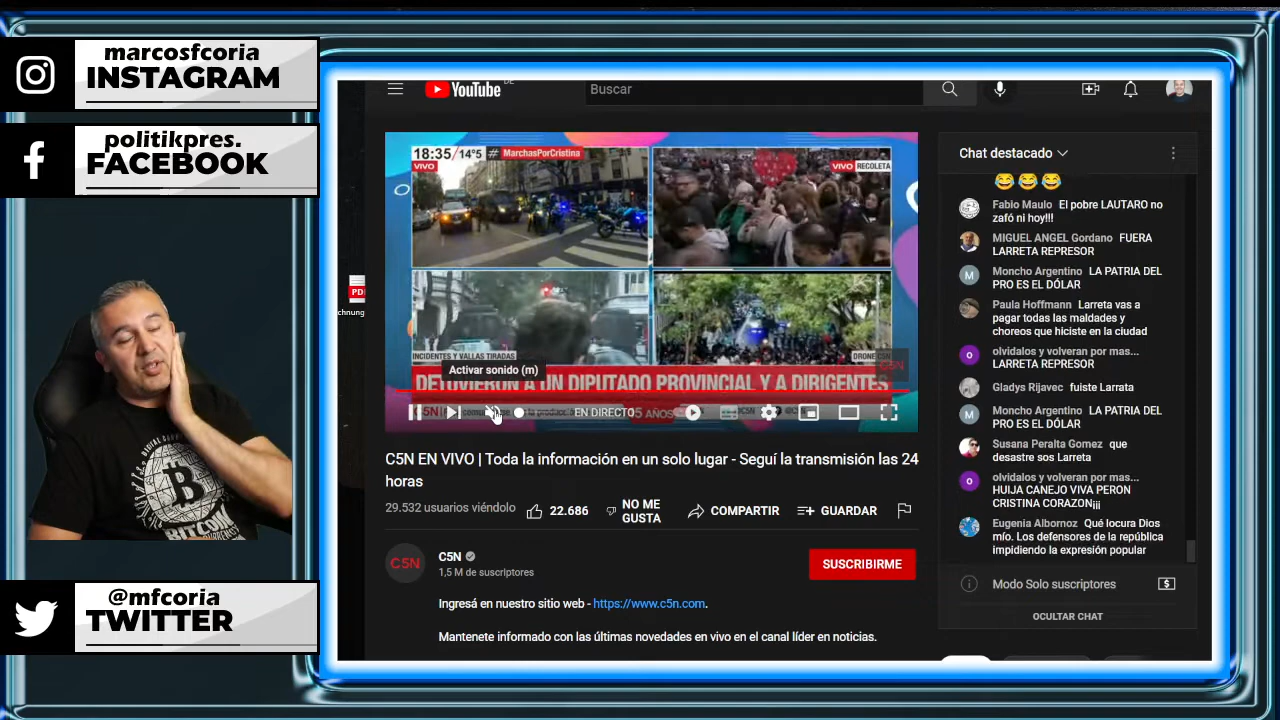 marcosfcoria
INSTAGRAM
politikpres.
FACEBOOK
@mfcoria
TWITTER
BITCOIN
PD
chnung
YouTube
DE
Buscar
18:35/14°5 # MarchasPorCristina
VIVO
VIVO RECOLETA
INCIDENTES Y VALLAS TIRADAS
DRONE C5N
C5N
Activar sonido (m)
DETUVIERON A UN DIPUTADO PROVINCIAL Y A DIRIGENTES
EN DIRECTO
C5N EN VIVO | Toda la información en un solo lugar - Seguí la transmisión las 24
horas
29.532 usuarios viéndolo
22.686
NO ME
GUSTA
COMPARTIR
GUARDAR
C5N
C5N
1,5 M de suscriptores
SUSCRIBIRME
Ingresá en nuestro sitio web - https://www.c5n.com.
Mantenete informado con las últimas novedades en vivo en el canal líder en noticias.
Chat destacado
😂😂😂
Fabio Maulo El pobre LAUTARO no
zafó ni hoy!!!
MIGUEL ANGEL Gordano FUERA
LARRETA REPRESOR
M
Moncho Argentino LA PATRIA DEL
PRO ES EL DÓLAR
Paula Hoffmann Larreta vas a
pagar todas las maldades y
choreos que hiciste en la ciudad
o
olvidalos y volveran por mas...
LARRETA REPRESOR
Gladys Rijavec fuiste Larrata
M
Moncho Argentino LA PATRIA DEL
PRO ES EL DÓLAR
Susana Peralta Gomez que
desastre sos Larreta
o
olvidalos y volveran por mas...
HUIJA CANEJO VIVA PERON
CRISTINA CORAZON¡¡¡
Eugenia Albornoz Qué locura Dios
mío. Los defensores de la república
impidiendo la expresión popular
Modo Solo suscriptores
$
OCULTAR CHAT